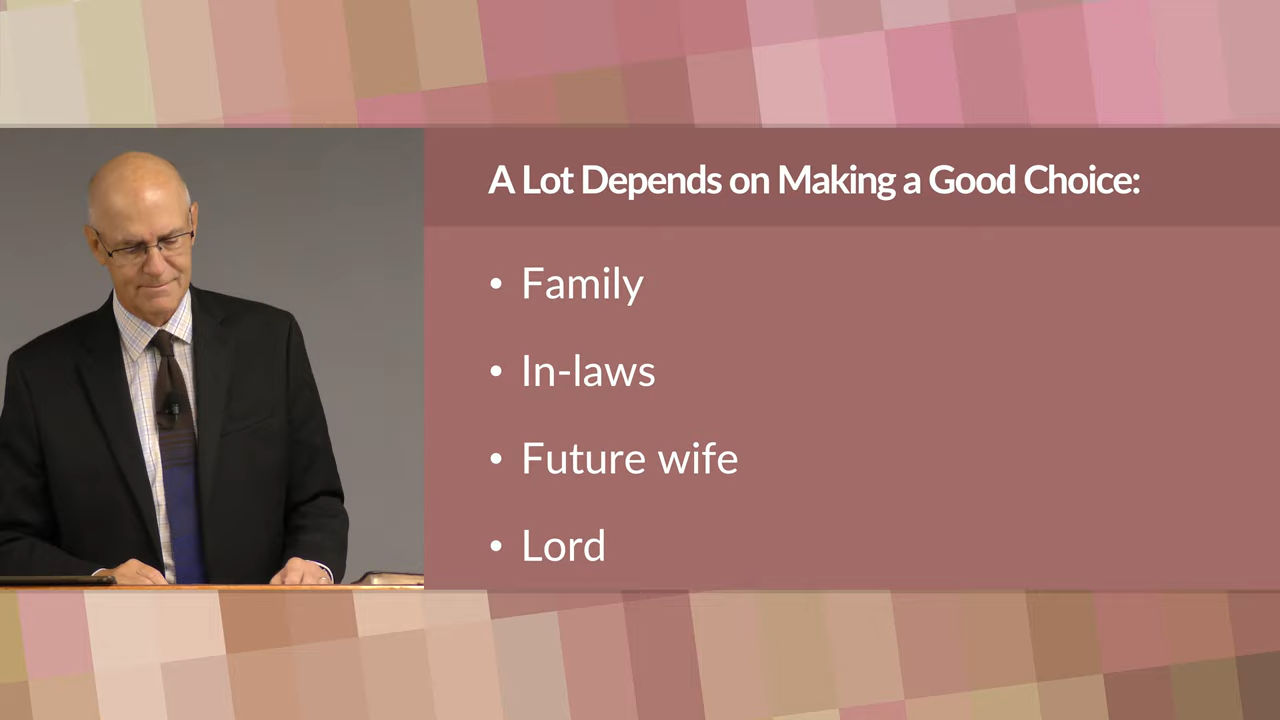 A Lot Depends on Making a Good Choice:
• Family
• In-laws
• Future wife
• Lord